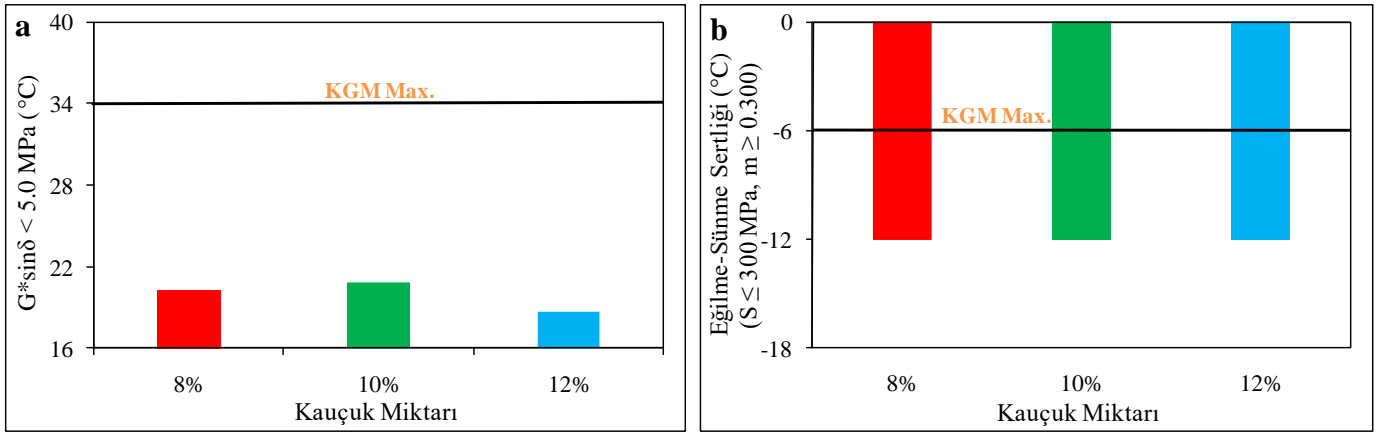 a
G*sinδ < 5.0 MPa (°C)
40
34
28
22
16
KGM Max.
8%
10%
12%
Kauçuk Miktarı
b
Eğilme-Sünme Sertliği (°C)
(S ≤ 300 MPa, m ≥ 0.300)
0
-6
-12
-18
KGM Max.
8%
10%
12%
Kauçuk Miktarı